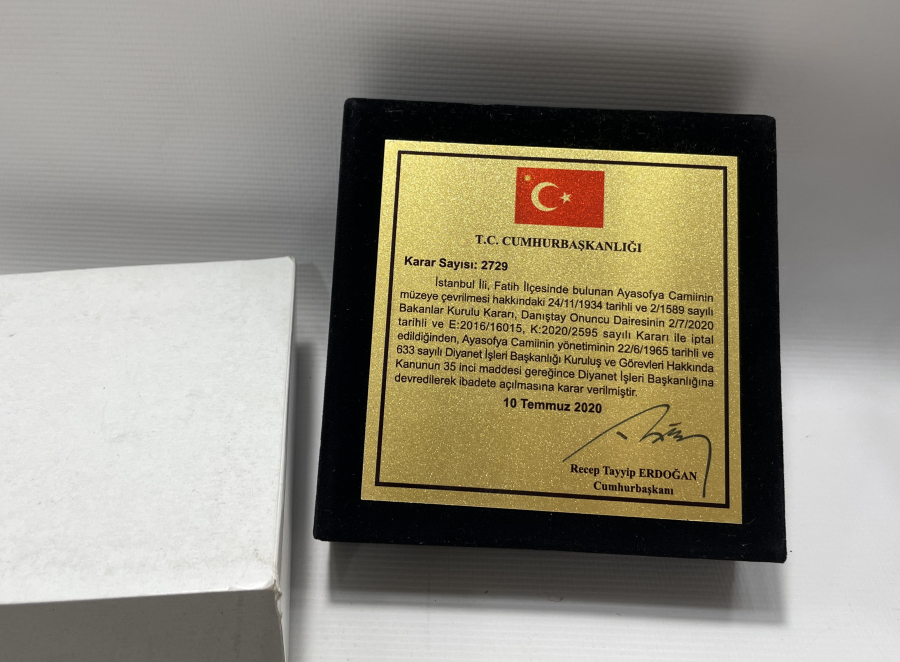 T.C. CUMHURBAŞKANLIĞI
Karar Sayısı: 2729
İstanbul İli, Fatih İlçesinde bulunan Ayasofya Camiinin
müzeye çevrilmesi hakkındaki 24/11/1934 tarihli ve 2/1589 sayılı
Bakanlar Kurulu Kararı, Danıştay Onuncu Dairesinin 2/7/2020
tarihli ve E:2016/16015, K:2020/2595 sayılı Kararı ile iptal
edildiğinden, Ayasofya Camiinin yönetiminin 22/6/1965 tarihli ve
633 sayılı Diyanet İşleri Başkanlığı Kuruluş ve Görevleri Hakkında
Kanunun 35 inci maddesi gereğince Diyanet İşleri Başkanlığına
devredilerek ibadete açılmasına karar verilmiştir.
10 Temmuz 2020
Recep Tayyip ERDOĞAN
Cumhurbaşkanı